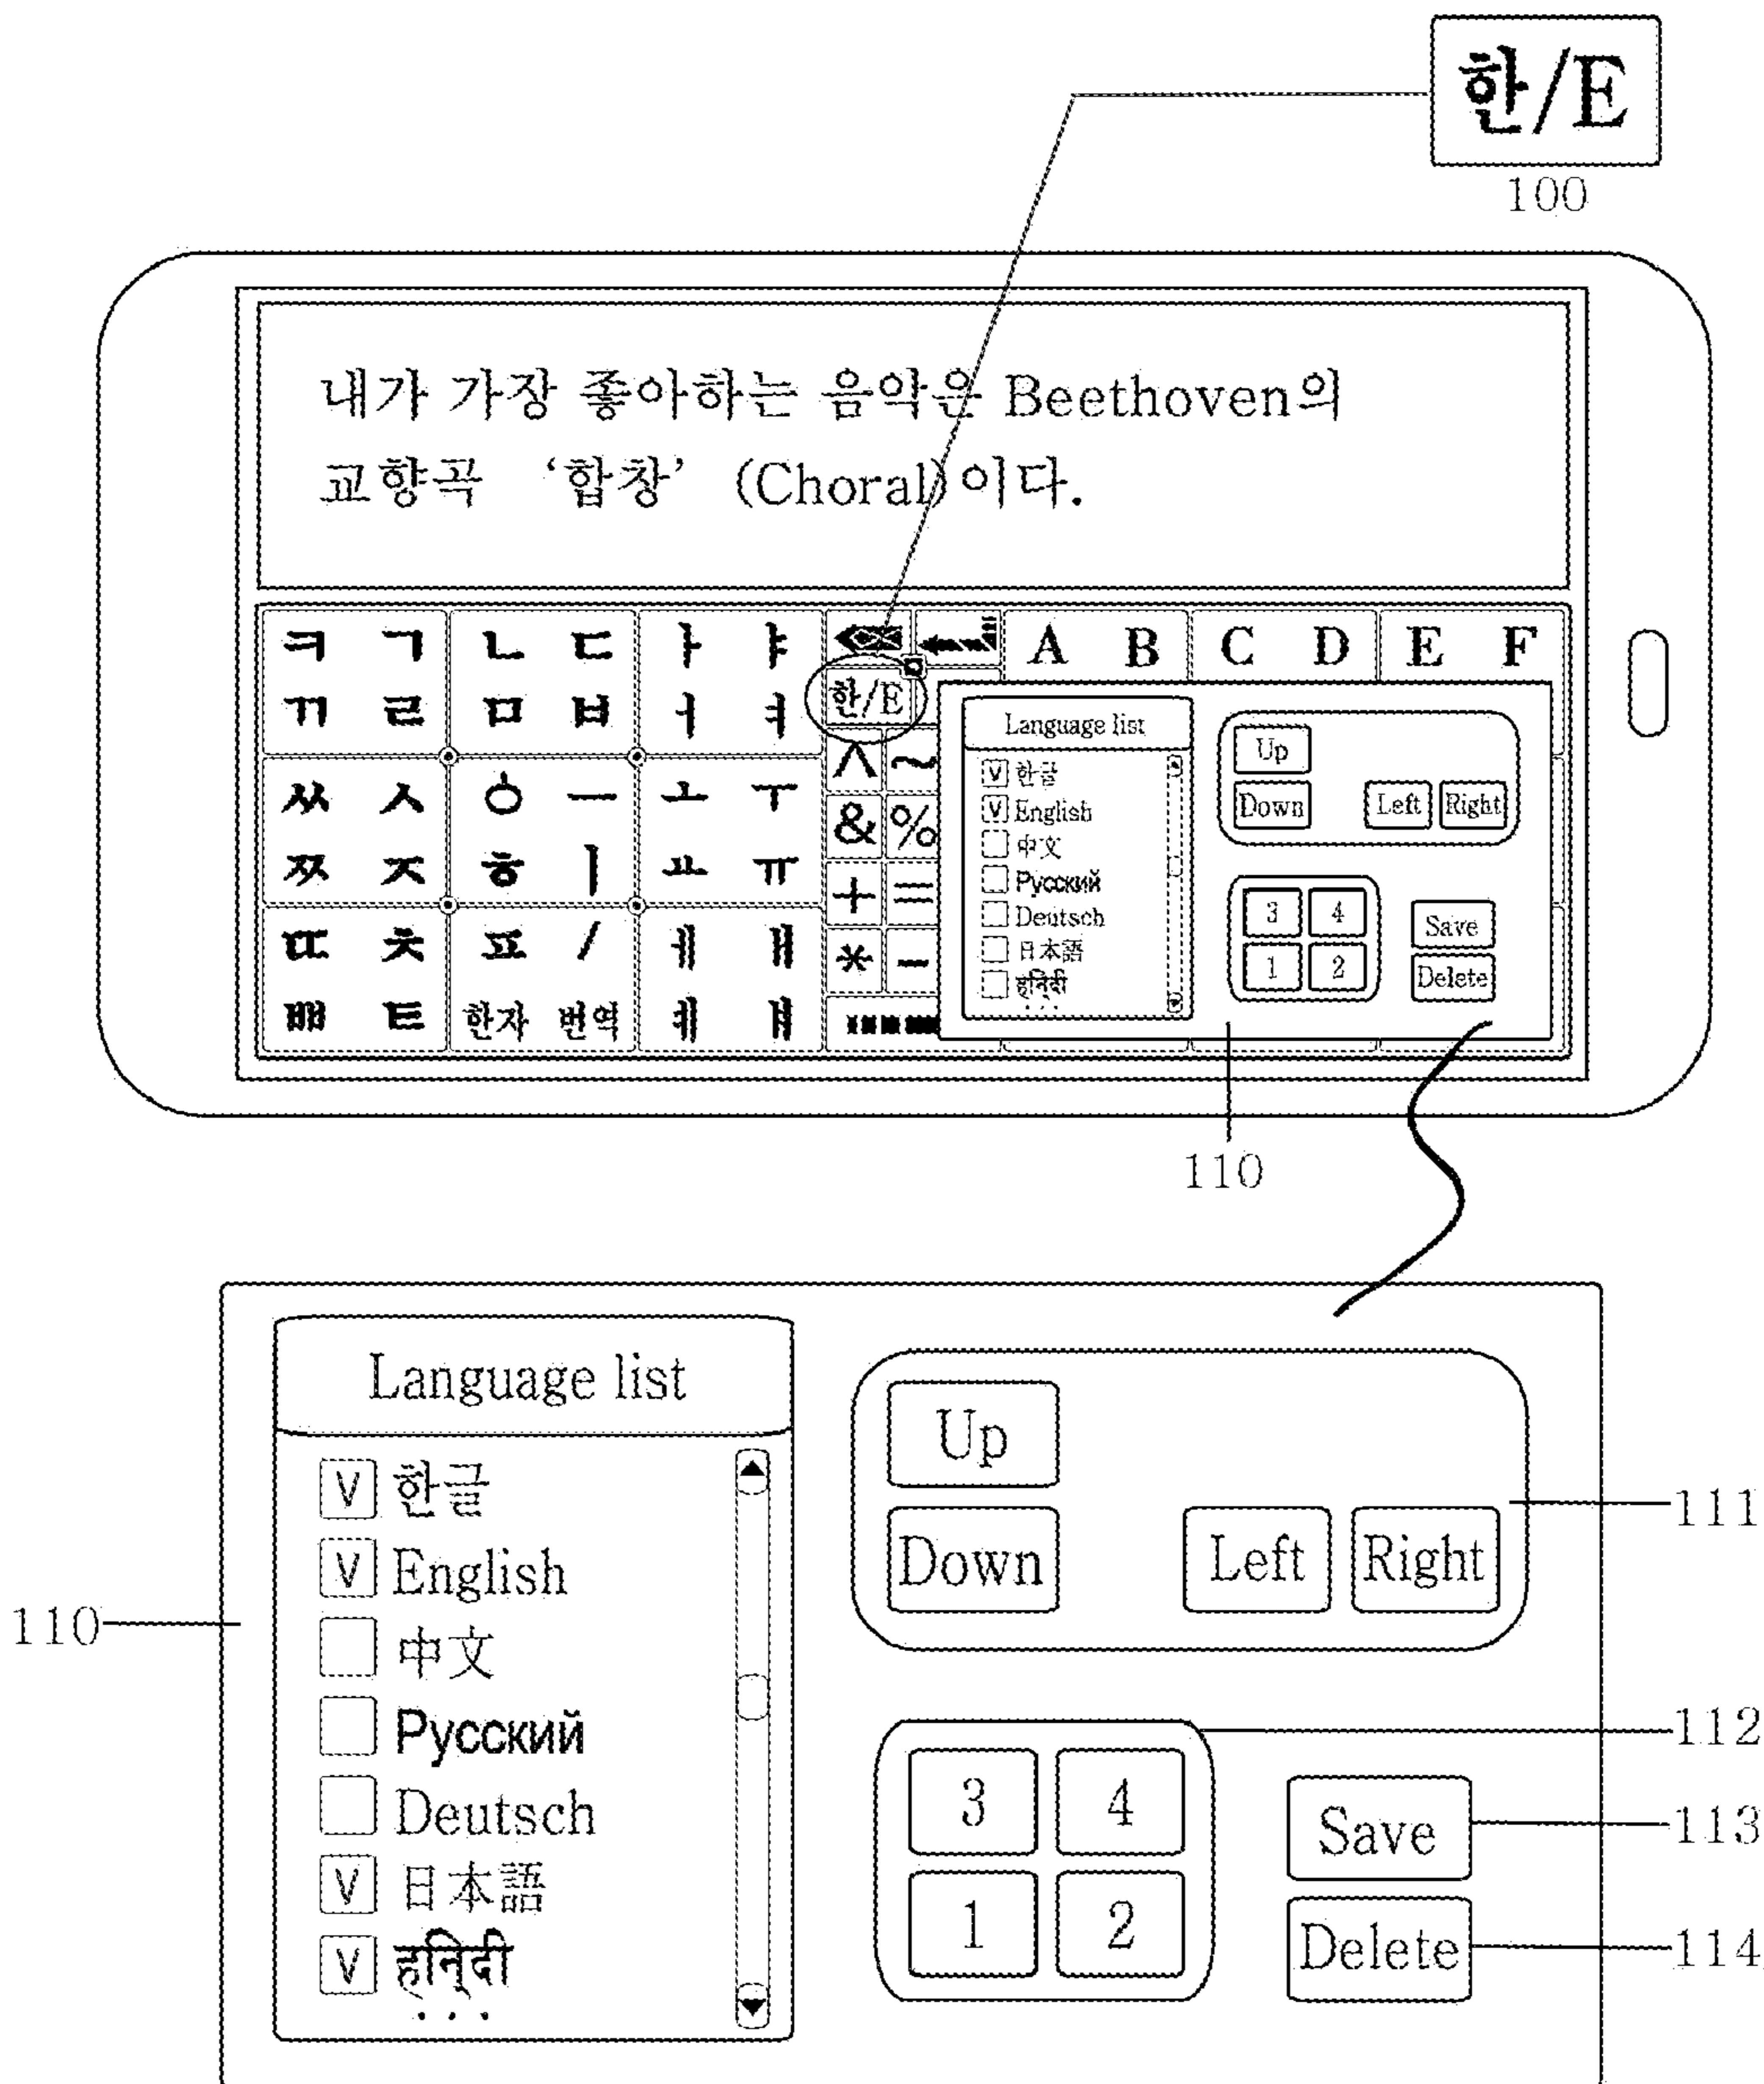 한/E
100
내가 가장 좋아하는 음악은 Beethoven의
교향곡 ‘합창’ (Choral)이다.
ㅋ ㄱ ㄴ ㄷ ㅏ ㅑ A B C D E F
ㄲ ㄹ ㅁ ㅂ ㅓ ㅕ 한/E
ㅆ ㅅ ㅇ ㅡ ㅗ ㅜ ^ ~
ㅉ ㅈ ㅎ ㅣ ㅛ ㅠ & %
+ =
ㄸ ㅊ ㅍ / ㅔ ㅐ * -
ㅃ ㅌ 한자 번역 ㅖ ㅒ
Language list
V 한글
V English
中文
Русский
Deutsch
日本語
हिन्दी
...
Up
Down Left Right
3 4
1 2
Save
Delete
110
Language list
V 한글
V English
中文
Русский
Deutsch
V 日本語
V हनि्दी
...
Up
Down Left Right
111
3 4
1 2
112
Save
113
Delete
114
110